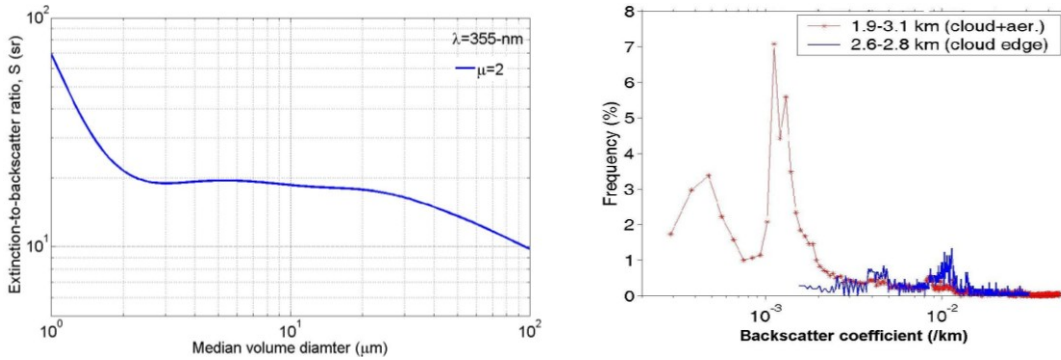 Extinction-to-backscatter ratio, S (sr)
10²
10¹
λ=355-nm
μ=2
10⁰
10¹
10²
Median volume diamter (μm)
Frequency (%)
8
7
6
5
4
3
2
1
0
1.9-3.1 km (cloud+aer.)
2.6-2.8 km (cloud edge)
10⁻³
10⁻²
Backscatter coefficient (/km)